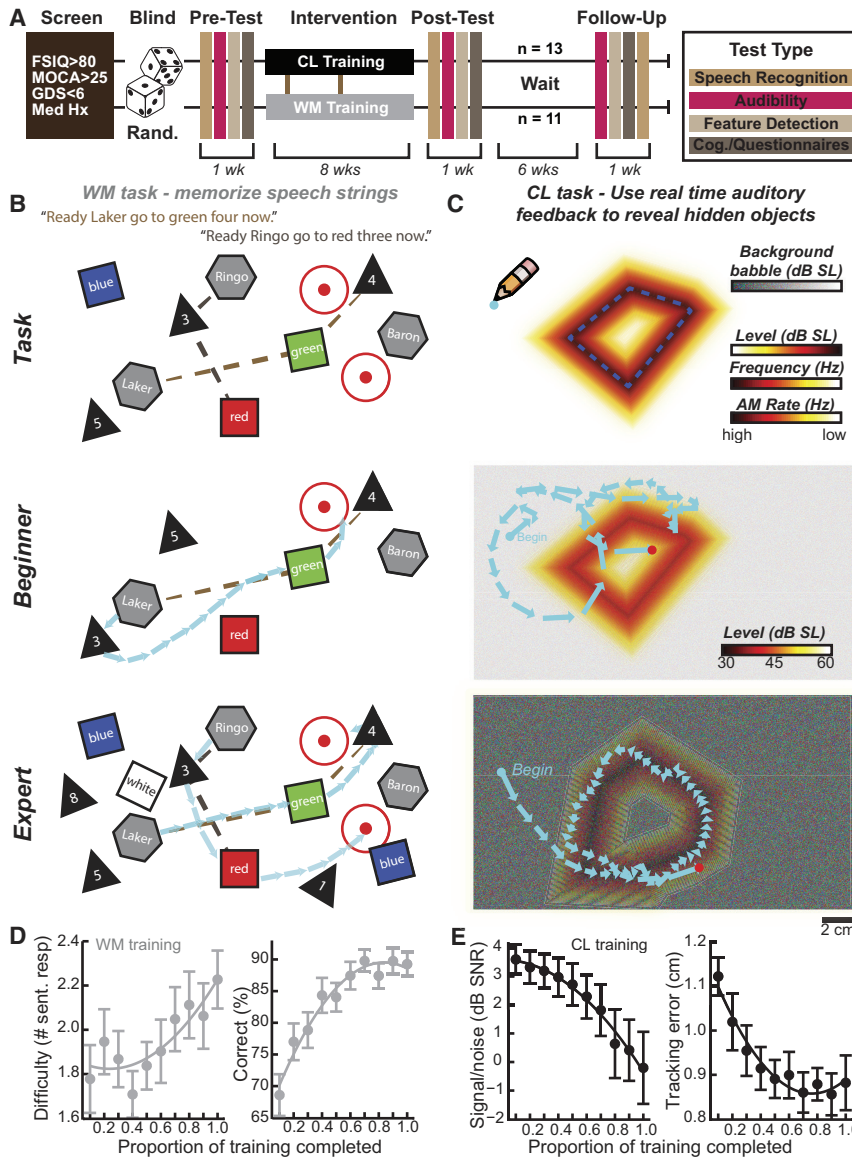 A
Screen
Blind
Pre-Test
Intervention
Post-Test
Follow-Up
FSIQ>80
MOCA>25
GDS<6
Med Hx
Rand.
CL Training
WM Training
n = 13
Wait
n = 11
Test Type
Speech Recognition
Audibility
Feature Detection
Cog./Questionnaires
1 wk
8 wks
1 wk
6 wks
1 wk
B
WM task - memorize speech strings
“Ready Laker go to green four now.”
“Ready Ringo go to red three now.”
Task
blue
Ringo
3
4
green
Baron
Laker
5
red
Beginner
5
4
green
Baron
Laker
3
red
Expert
blue
Ringo
3
4
white
8
green
Baron
Laker
5
red
1
blue
C
CL task - Use real time auditory
feedback to reveal hidden objects
Background
babble (dB SL)
Level (dB SL)
Frequency (Hz)
AM Rate (Hz)
high low
Begin
Level (dB SL)
30 45 60
Begin
2 cm
D
WM training
Difficulty (# sent. resp)
2.4
2.2
2.0
1.8
1.6
0.2 0.4 0.6 0.8 1.0
Correct (%)
90
85
80
75
70
65
0.2 0.4 0.6 0.8 1.0
Proportion of training completed
E
CL training
Signal/noise (dB SNR)
4
3
2
1
0
−1
−2
0.2 0.4 0.6 0.8 1.0
Tracking error (cm)
1.2
1.1
1.0
0.9
0.8
0.2 0.4 0.6 0.8 1.0
Proportion of training completed